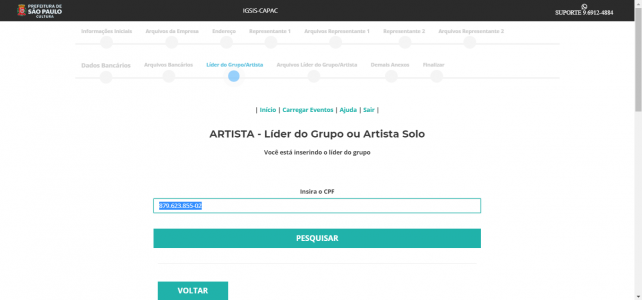 PREFEITURA DE
SÃO PAULO
CULTURA
IGSIS-CAPAC
SUPORTE 9.6912-4884
Informações Iniciais Arquivos da Empresa Endereço Representante 1 Arquivos Representante 1 Representante 2 Arquivos Representante 2
Dados Bancários Arquivos Bancários Líder do Grupo/Artista Arquivos Líder do Grupo/Artista Demais Anexos Finalizar
| Início | Carregar Eventos | Ajuda | Sair |
ARTISTA - Líder do Grupo ou Artista Solo
Você está inserindo o líder do grupo
Insira o CPF
879.623.855-02
PESQUISAR
VOLTAR